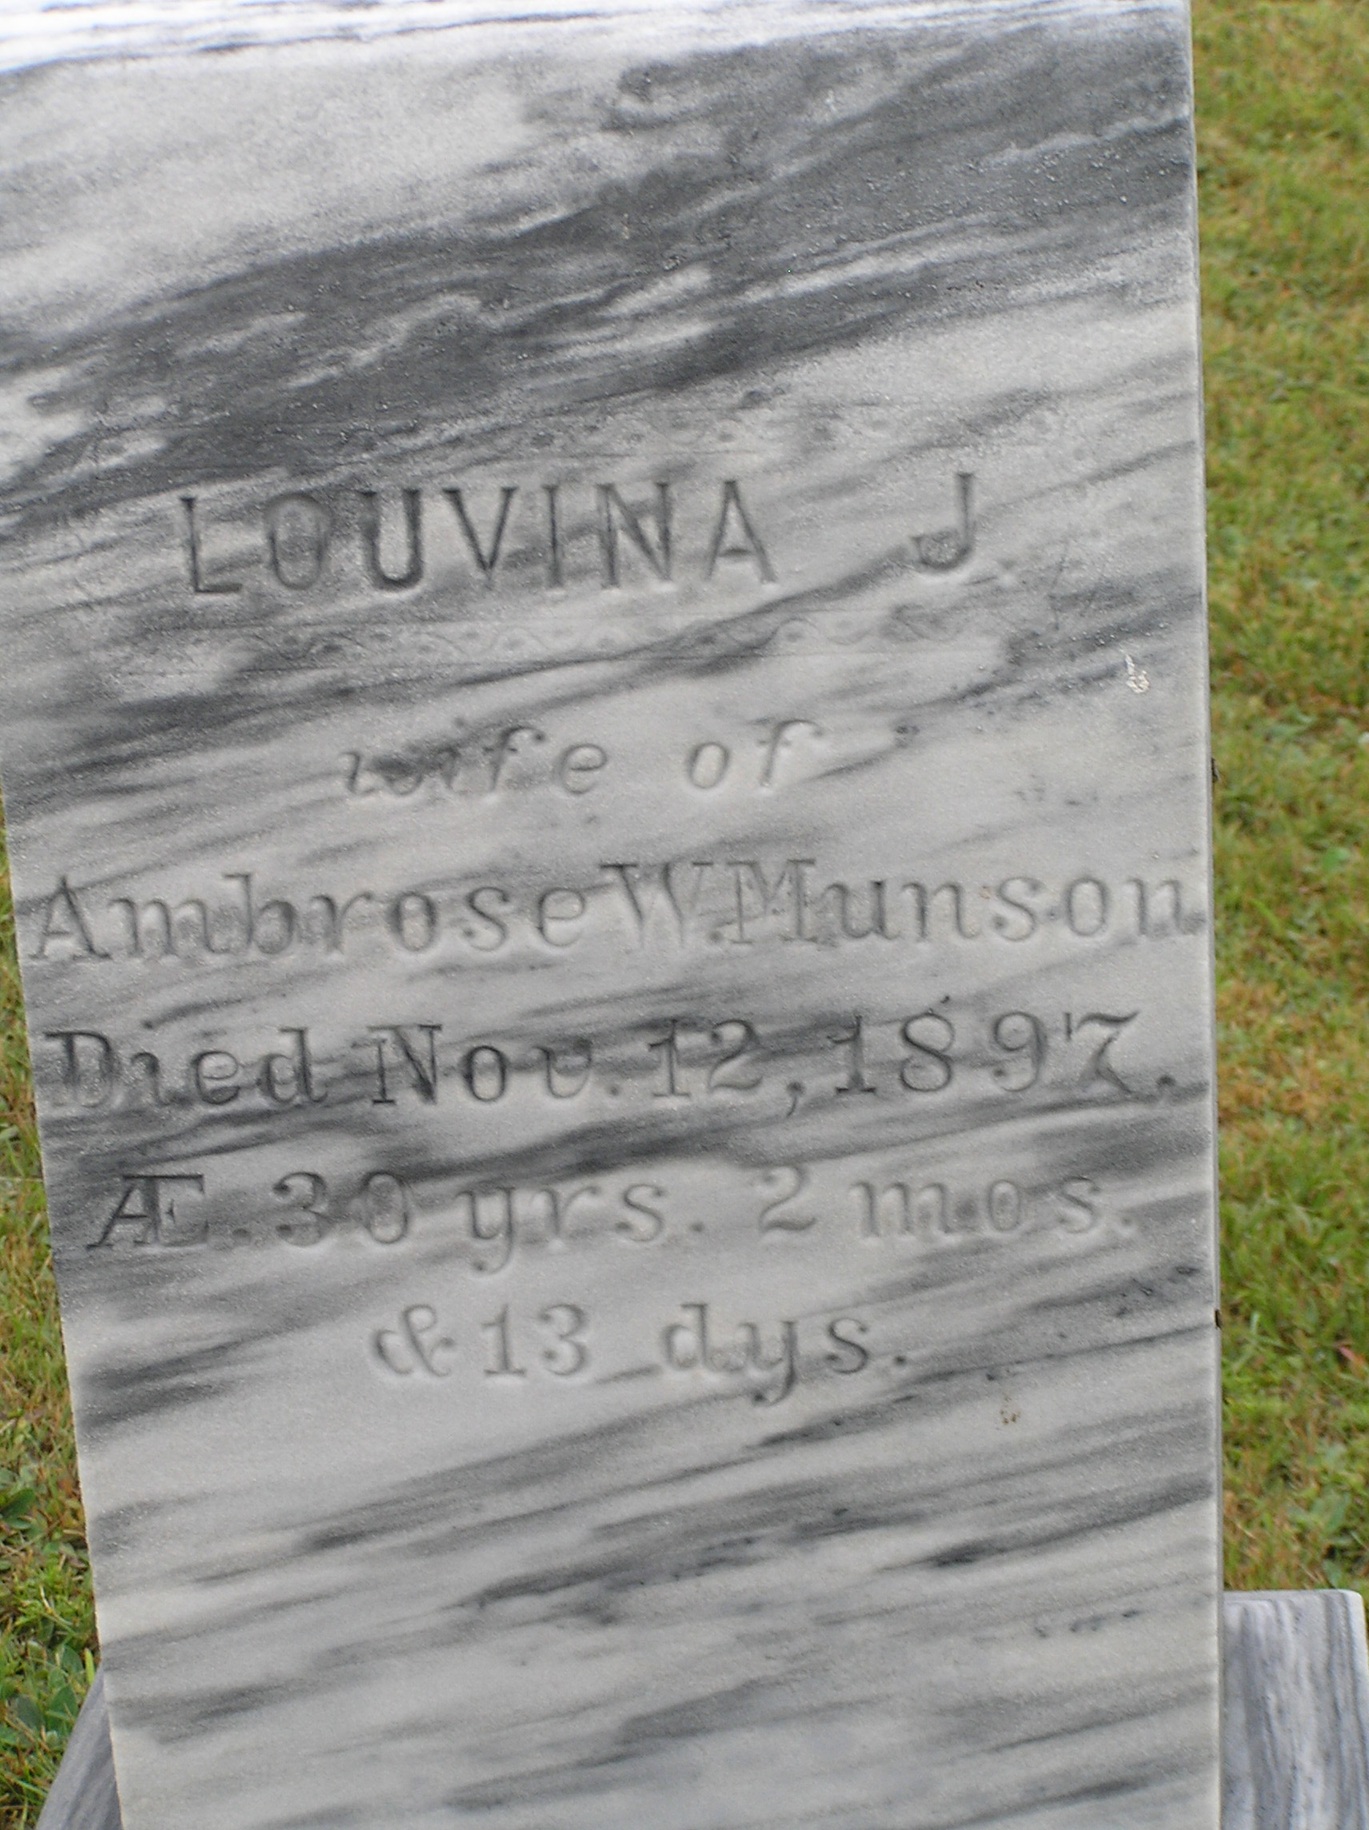 LOUVINA J.
wife of
Ambrose W. Munson
Died Nov. 12, 1897.
Æ. 30 yrs. 2 mos.
& 13 dys.